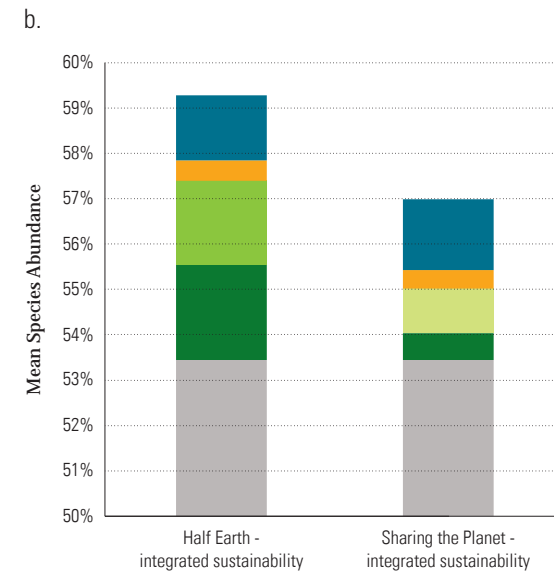 b.
60%
59%
58%
57%
56%
55%
54%
53%
52%
51%
50%
Mean Species Abundance
Half Earth -
integrated sustainability
Sharing the Planet -
integrated sustainability